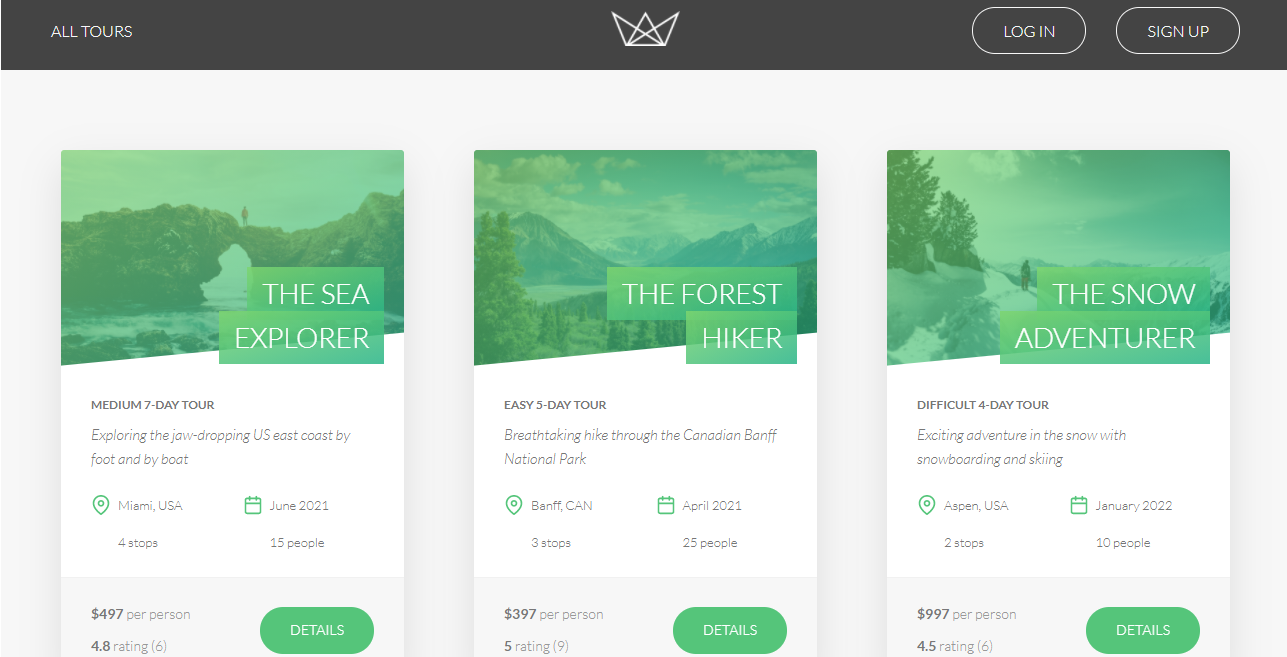 ALL TOURS
LOG IN
SIGN UP
THE SEA
EXPLORER
MEDIUM 7-DAY TOUR
Exploring the jaw-dropping US east coast by
foot and by boat
Miami, USA
June 2021
4 stops
15 people
$497 per person
4.8 rating (6)
DETAILS
THE FOREST
HIKER
EASY 5-DAY TOUR
Breathtaking hike through the Canadian Banff
National Park
Banff, CAN
April 2021
3 stops
25 people
$397 per person
5 rating (9)
DETAILS
THE SNOW
ADVENTURER
DIFFICULT 4-DAY TOUR
Exciting adventure in the snow with
snowboarding and skiing
Aspen, USA
January 2022
2 stops
10 people
$997 per person
4.5 rating (6)
DETAILS